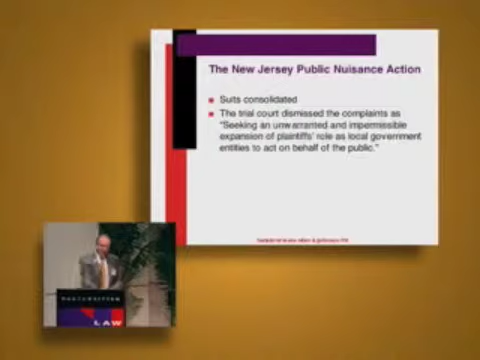 The New Jersey Public Nuisance Action
Suits consolidated
The trial court dismissed the complaints as
"Seeking an unwarranted and impermissible
expansion of plaintiffs' role as local government
entities to act on behalf of the public."
LAW